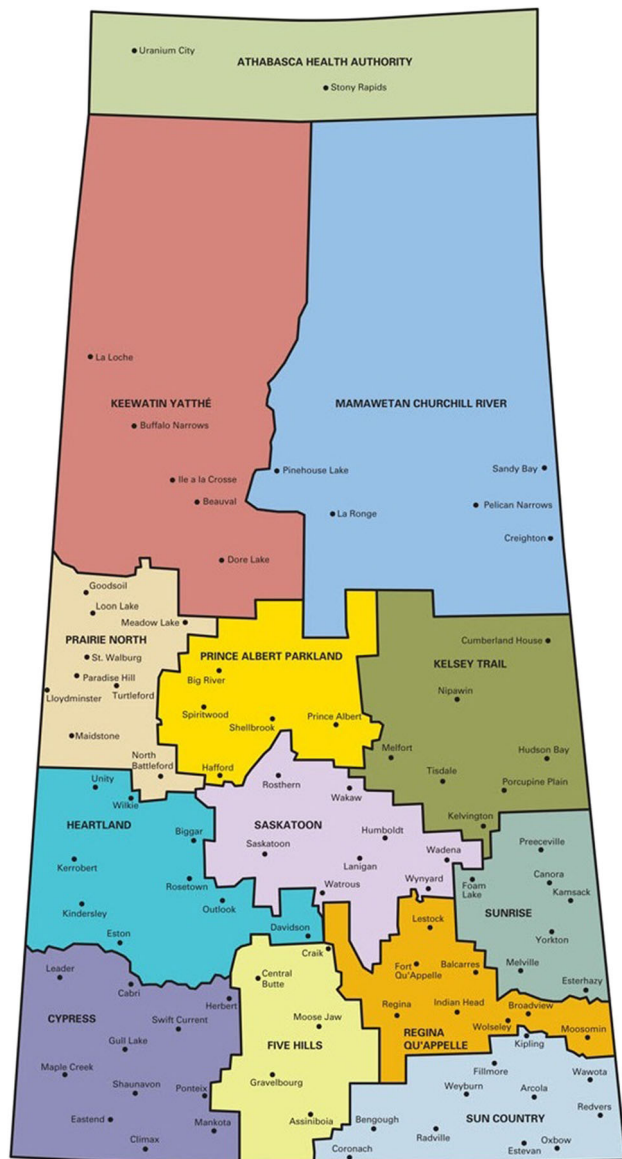 Uranium City
ATHABASCA HEALTH AUTHORITY
Stony Rapids
La Loche
KEEWATIN YATTHÉ
MAMAWETAN CHURCHILL RIVER
Buffalo Narrows
Pinehouse Lake
Sandy Bay
Ile a la Crosse
Beauval
La Ronge
Pelican Narrows
Creighton
Dore Lake
Goodsoil
Loon Lake
Meadow Lake
PRAIRIE NORTH
Cumberland House
PRINCE ALBERT PARKLAND
St. Walburg
KELSEY TRAIL
Paradise Hill
Big River
Lloydminster
Turtleford
Nipawin
Spiritwood
Shellbrook
Prince Albert
Maidstone
North
Battleford
Hafford
Melfort
Hudson Bay
Unity
Rosthern
Tisdale
Wakaw
Porcupine Plain
Wilkie
HEARTLAND
SASKATOON
Kelvington
Biggar
Humboldt
Preeceville
Saskatoon
Kerrobert
Lanigan
Wadena
Rosetown
Watrous
Wynyard
Foam
Lake
Canora
Kamsack
Kindersley
Outlook
SUNRISE
Lestock
Eston
Davidson
Yorkton
Craik
Leader
Central
Butte
Fort
Qu'Appelle
Balcarres
Melville
Cabri
Esterhazy
Herbert
CYPRESS
Swift Current
Moose Jaw
Regina
Indian Head
Broadview
Wolseley
Gull Lake
FIVE HILLS
REGINA
QU'APPELLE
Kipling
Moosomin
Maple Creek
Gravelbourg
Fillmore
Wawota
Shaunavon
Ponteix
Weyburn
Arcola
Eastend
Assiniboia
Redvers
Mankota
Bengough
Radville
SUN COUNTRY
Climax
Coronach
Estevan
Oxbow